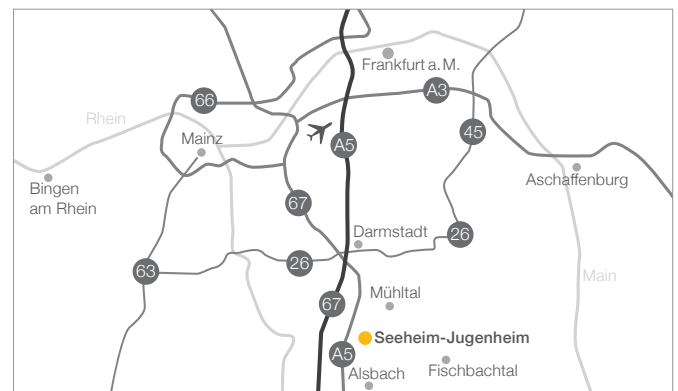 Frankfurt a. M.
A3
66
Rhein
45
Mainz
A5
Aschaffenburg
Bingen
am Rhein
67
Darmstadt
26
26
63
Main
Mühltal
67
Seeheim-Jugenheim
A5
Fischbachtal
Alsbach